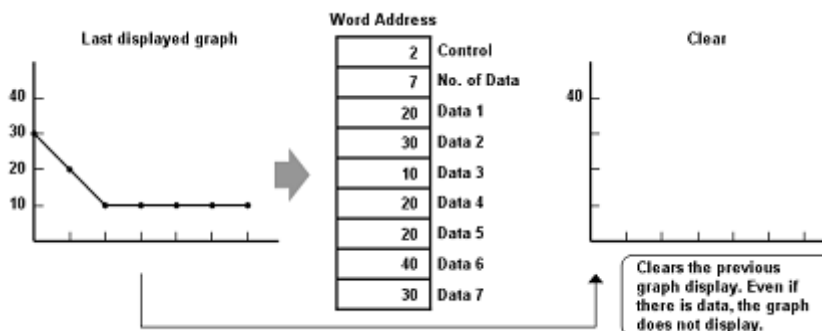 Word Address
Last displayed graph
Clear
2 Control
7 No. of Data
20 Data 1
30 Data 2
10 Data 3
20 Data 4
20 Data 5
40 Data 6
30 Data 7
40
30
20
10
40
Clears the previous
graph display. Even if
there is data, the graph
does not display.